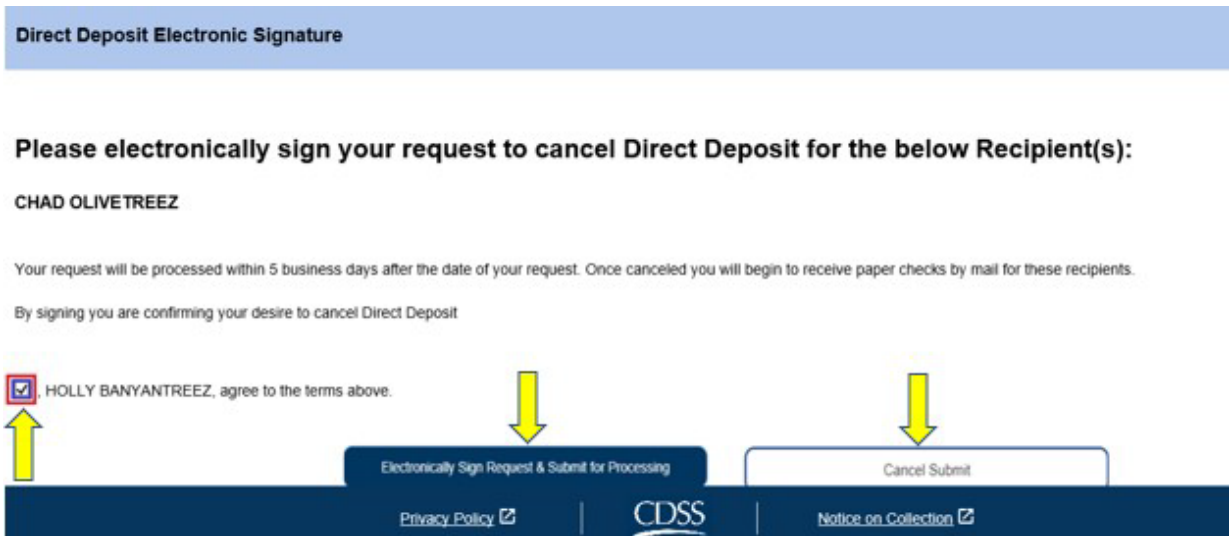 Direct Deposit Electronic Signature
Please electronically sign your request to cancel Direct Deposit for the below Recipient(s):
CHAD OLIVETREEZ
Your request will be processed within 5 business days after the date of your request. Once canceled you will begin to receive paper checks by mail for these recipients.
By signing you are confirming your desire to cancel Direct Deposit
, HOLLY BANYANTREEZ, agree to the terms above.
Electronically Sign Request & Submit for Processing
Cancel Submit
Privacy Policy
CDSS
Notice on Collection